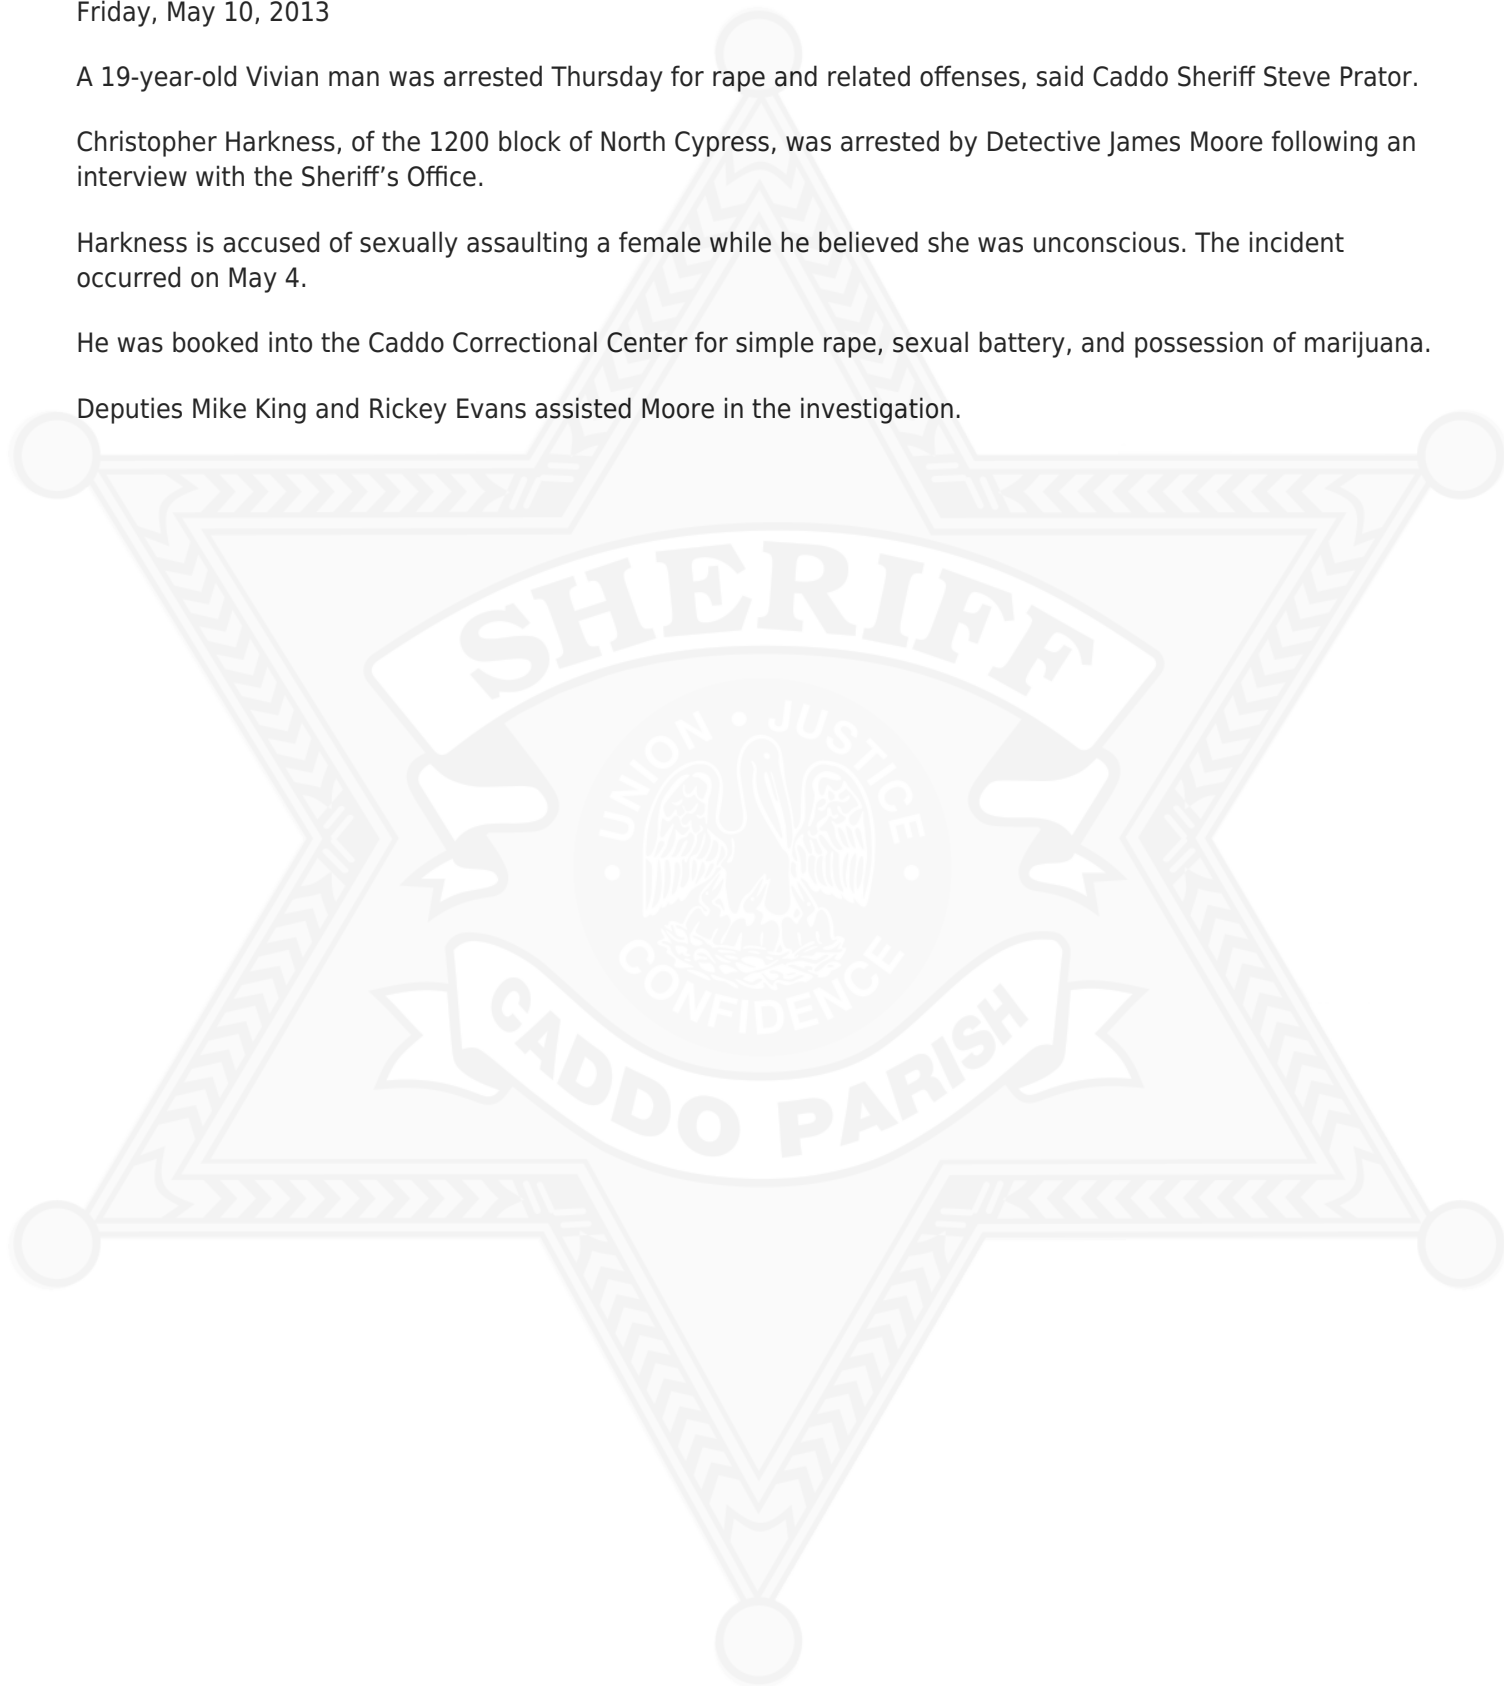 Friday, May 10, 2013
A 19-year-old Vivian man was arrested Thursday for rape and related offenses, said Caddo Sheriff Steve Prator.
Christopher Harkness, of the 1200 block of North Cypress, was arrested by Detective James Moore following an
interview with the Sheriff’s Office.
Harkness is accused of sexually assaulting a female while he believed she was unconscious. The incident
occurred on May 4.
He was booked into the Caddo Correctional Center for simple rape, sexual battery, and possession of marijuana.
Deputies Mike King and Rickey Evans assisted Moore in the investigation.
SHERIFF
UNION • JUSTICE
• CONFIDENCE •
CADDO PARISH